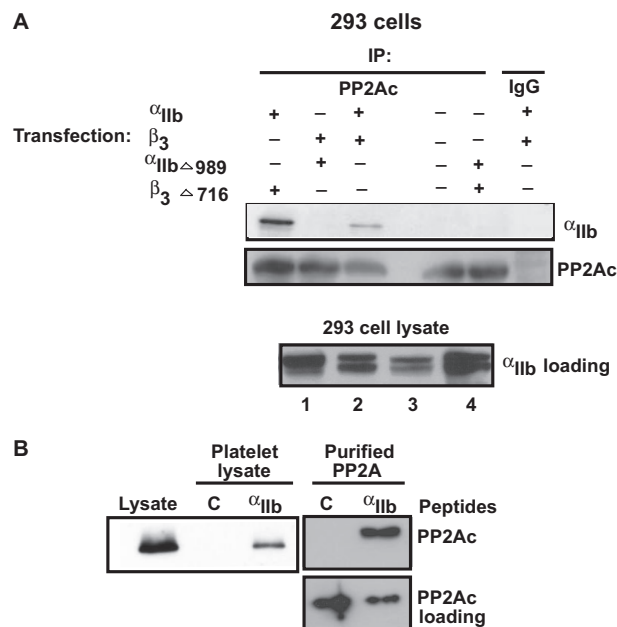 A
293 cells
IP:
PP2Ac IgG
αIIb + – + – – +
Transfection: β3 – + + – – +
αIIb△989 – + – – + –
β3 △716 + – – – + –
αIIb
PP2Ac
293 cell lysate
αIIb loading
1 2 3 4
B
Platelet lysate Purified PP2A
Lysate C αIIb C αIIb Peptides
PP2Ac
PP2Ac loading